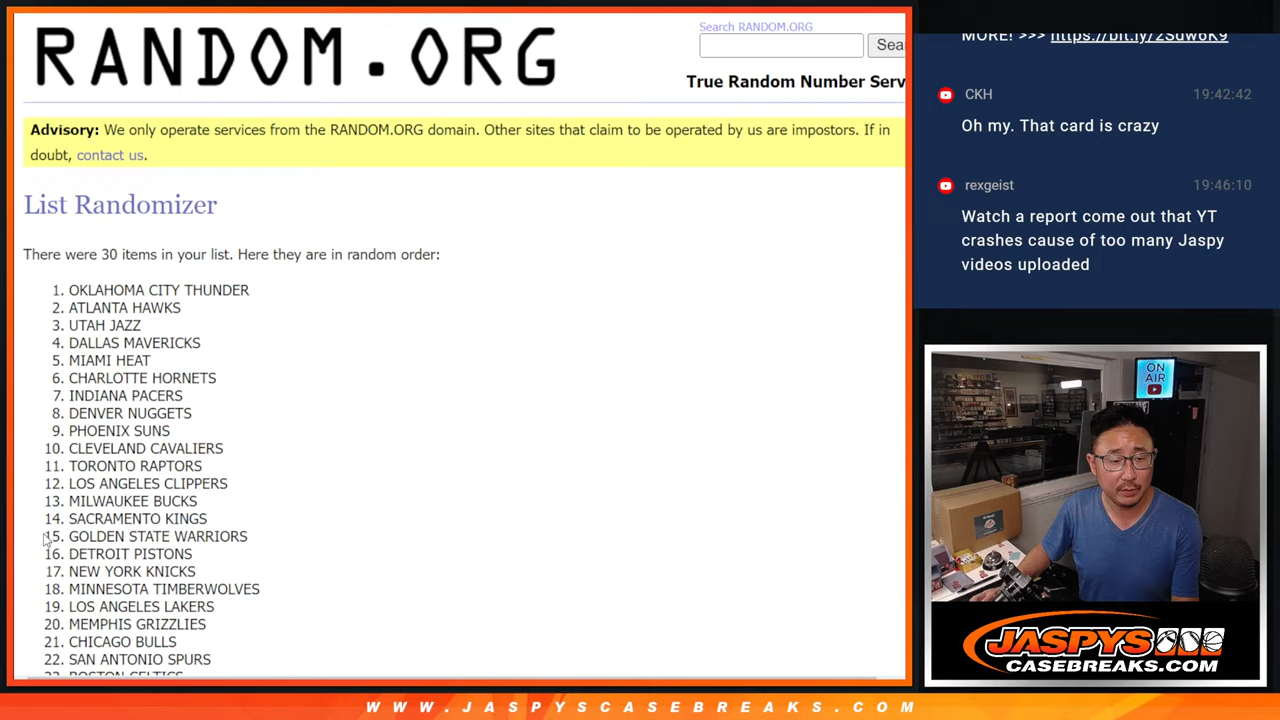 RANDOM.ORG
Search RANDOM.ORG
Sea
True Random Number Serv
Advisory: We only operate services from the RANDOM.ORG domain. Other sites that claim to be operated by us are impostors. If in
doubt, contact us.
List Randomizer
There were 30 items in your list. Here they are in random order:
1. OKLAHOMA CITY THUNDER
2. ATLANTA HAWKS
3. UTAH JAZZ
4. DALLAS MAVERICKS
5. MIAMI HEAT
6. CHARLOTTE HORNETS
7. INDIANA PACERS
8. DENVER NUGGETS
9. PHOENIX SUNS
10. CLEVELAND CAVALIERS
11. TORONTO RAPTORS
12. LOS ANGELES CLIPPERS
13. MILWAUKEE BUCKS
14. SACRAMENTO KINGS
15. GOLDEN STATE WARRIORS
16. DETROIT PISTONS
17. NEW YORK KNICKS
18. MINNESOTA TIMBERWOLVES
19. LOS ANGELES LAKERS
20. MEMPHIS GRIZZLIES
21. CHICAGO BULLS
22. SAN ANTONIO SPURS
23. BOSTON CELTICS
MORE! >>> https://bit.ly/2Sdw6K9
CKH 19:42:42
Oh my. That card is crazy
rexgeist 19:46:10
Watch a report come out that YT
crashes cause of too many Jaspy
videos uploaded
ON
AIR
JASPYS
CASEBREAKS.COM
WWW.JASPYSCASEBREAKS.COM